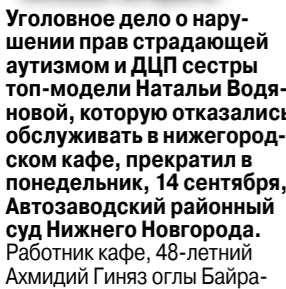 Уголовное дело о нару-
шении прав страдающей
аутизмом и ДЦП сестры
топ-модели Натальи Водя-
новой, которую отказались
обслуживать в нижегород-
ском кафе, прекратил в
понедельник, 14 сентября,
Автозаводский районный
суд Нижнего Новгорода.
Работник кафе, 48-летний
Ахмидий Гиняз оглы Байра-